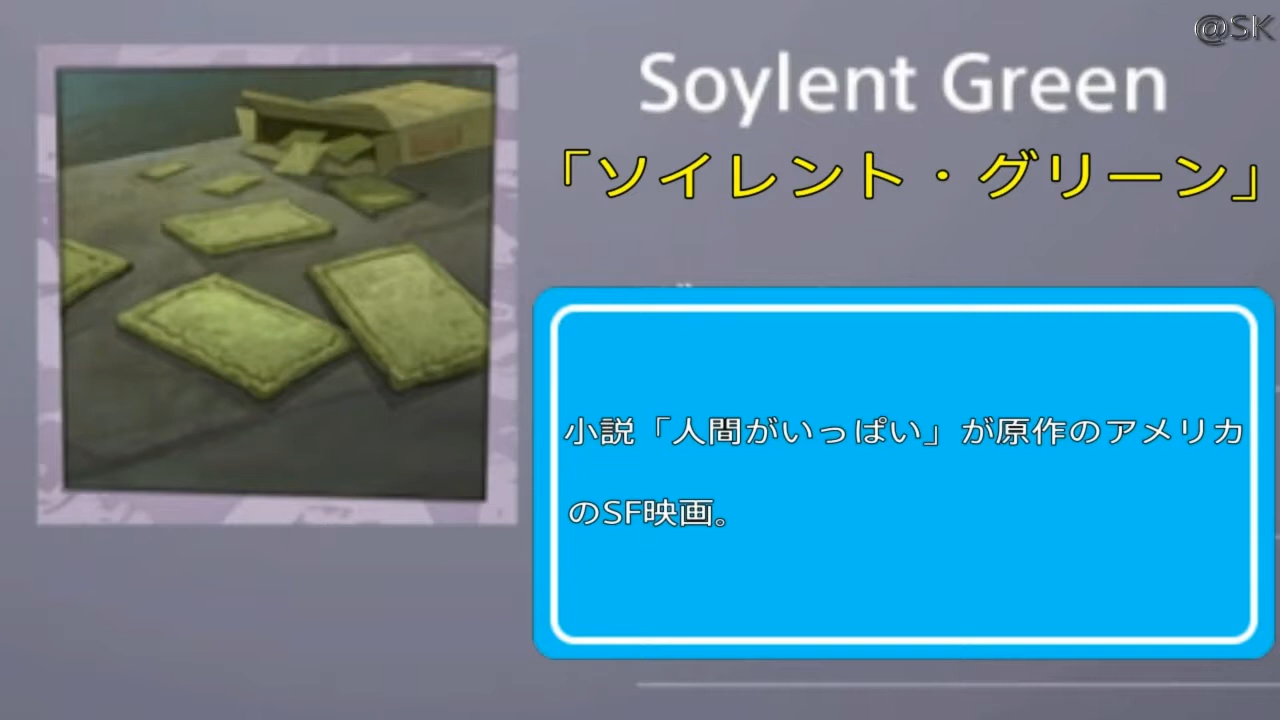 @SK
Soylent Green
「ソイレント・グリーン」
小説「人間がいっぱい」が原作のアメリカ
のSF映画。